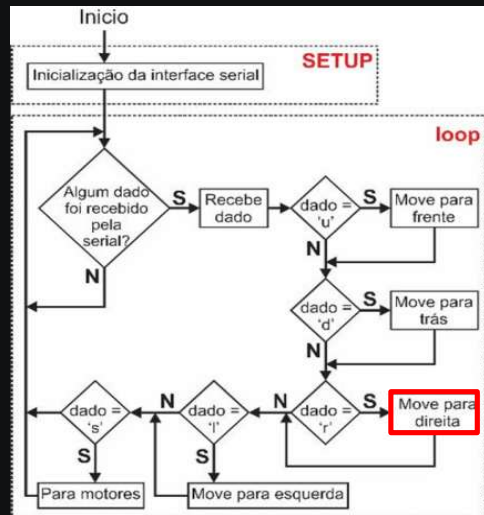 Inicio
SETUP
Inicialização da interface serial
loop
Algum dado
foi recebido
pela
serial?
S
N
Recebe
dado
dado =
'u'
S
N
Move para
frente
dado =
'd'
S
N
Move para
trás
dado =
'r'
S
N
Move para
direita
dado =
'l'
N
S
Move para esquerda
dado =
's'
S
Para motores